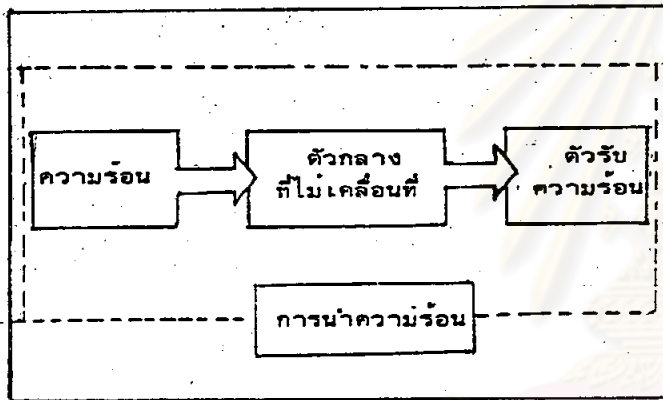 ความร้อน
ตัวกลาง
ที่ไม่เคลื่อนที่
ตัวรับ
ความร้อน
การนำความร้อน